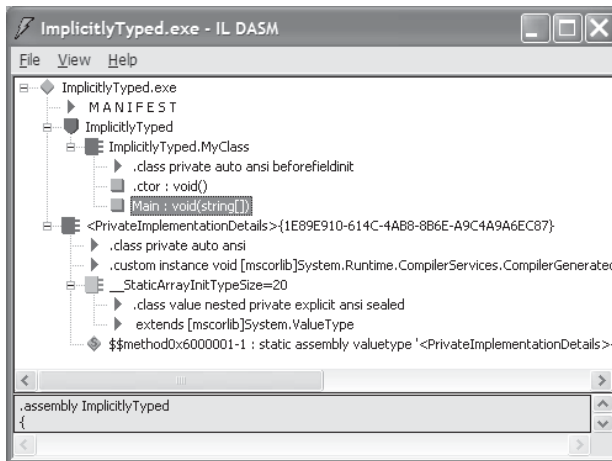 ImplicitlyTyped.exe - IL DASM
File View Help
ImplicitlyTyped.exe
MANIFEST
ImplicitlyTyped
ImplicitlyTyped.MyClass
.class private auto ansi beforefieldinit
.ctor : void()
Main : void(string[])
<PrivateImplementationDetails>{1E89E910-614C-4AB8-8B6E-A9C4A9A6EC87}
.class private auto ansi
.custom instance void [mscorlib]System.Runtime.CompilerServices.CompilerGenerated
__StaticArrayInitTypeSize=20
.class value nested private explicit ansi sealed
extends [mscorlib]System.ValueType
$$method0x6000001-1 : static assembly valuetype '<PrivateImplementationDetails>
.assembly ImplicitlyTyped
{